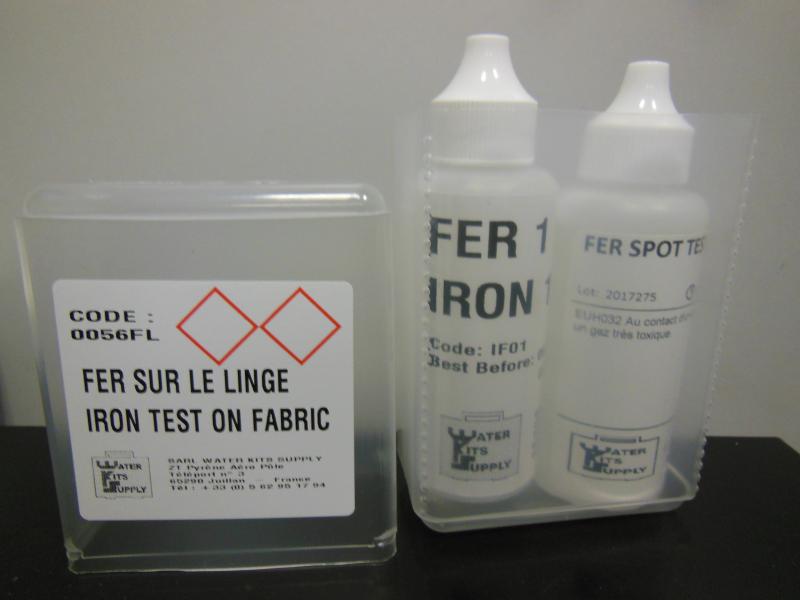 CODE :
0056FL
FER SUR LE LINGE
IRON TEST ON FABRIC
WATER
KITS
SUPPLY
SARL WATER KITS SUPPLY
ZI Pyrène Aéro Pôle
Téléport n° 3
65290 Juillan — France
Tél : + 33 (0) 5 62 95 17 94
FER 1
IRON 1
Code: IF01
Best Before:
WATER
KITS
SUPPLY
FER SPOT TES
Lot: 2017275
EUH032 Au contact
un gaz très toxique.
WATER
KITS
SUPPLY